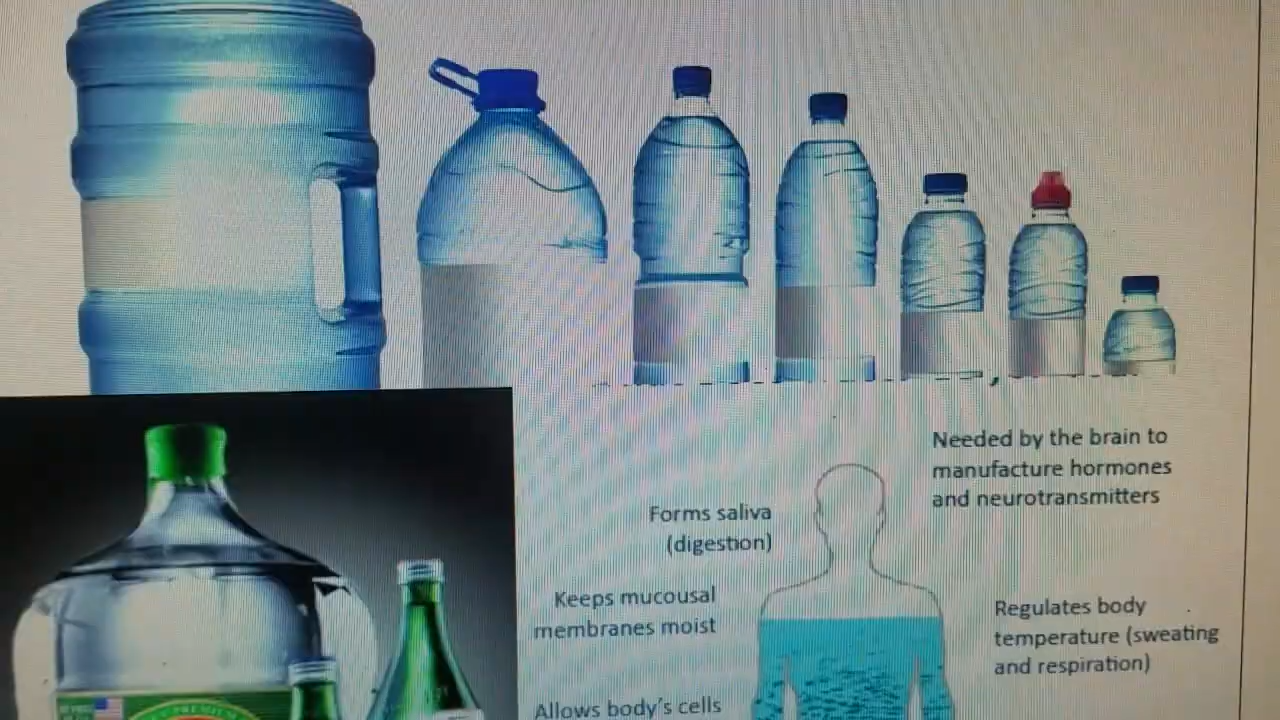 Needed by the brain to
manufacture hormones
and neurotransmitters
Forms saliva
(digestion)
Keeps mucousal
membranes moist
Regulates body
temperature (sweating
and respiration)
Allows body's cells
PREMIUM